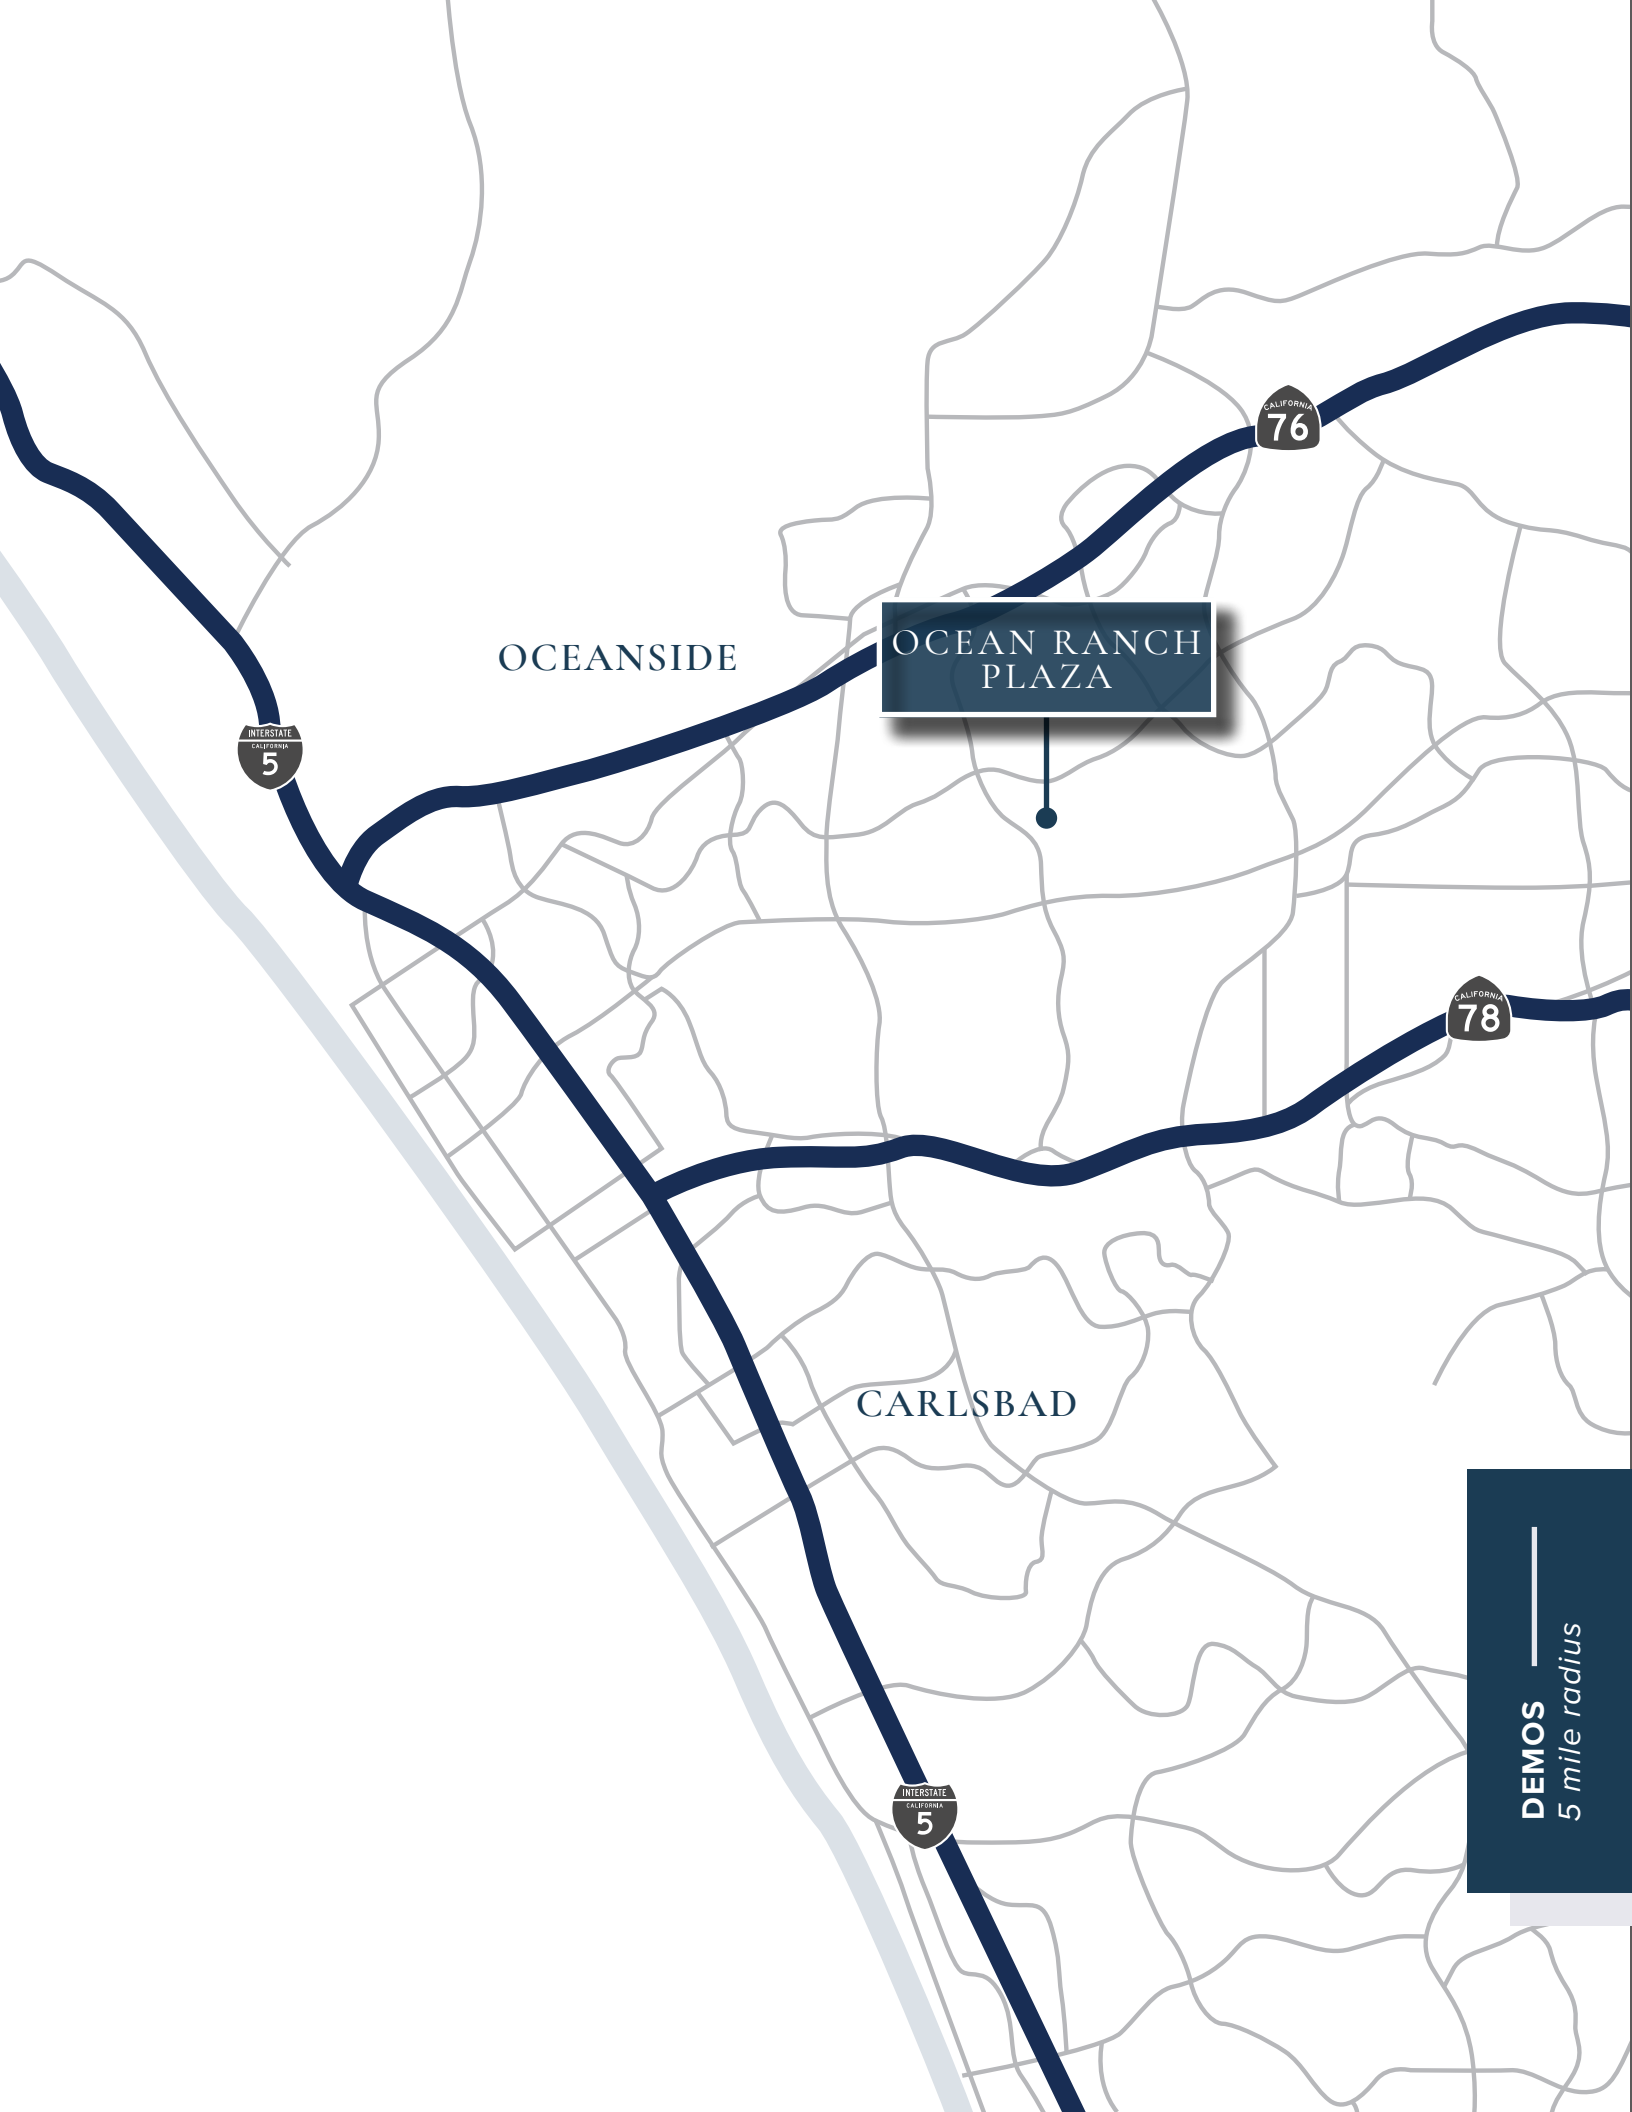 CALIFORNIA
76
OCEAN RANCH
PLAZA
OCEANSIDE
INTERSTATE
CALIFORNIA
5
CALIFORNIA
78
CARLSBAD
DEMOS
5 mile radius
INTERSTATE
CALIFORNIA
5